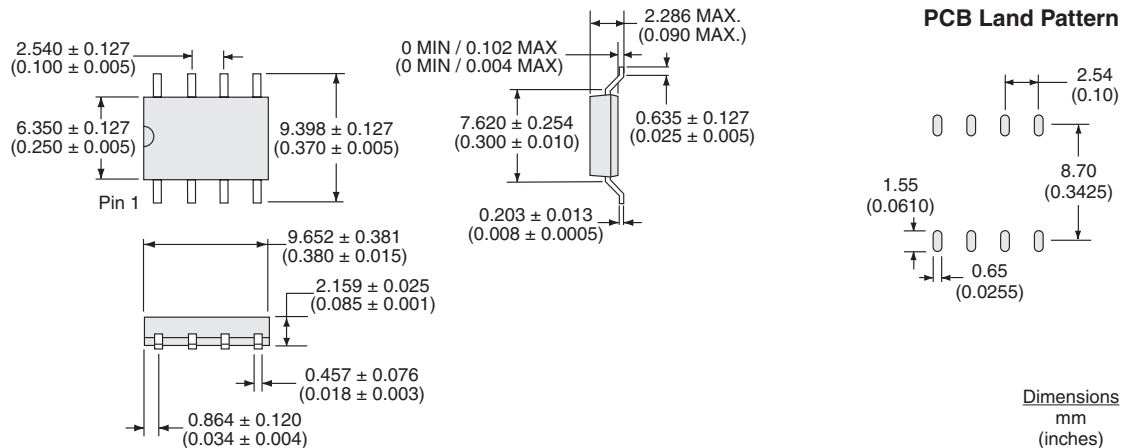 2.540 ± 0.127
(0.100 ± 0.005)
6.350 ± 0.127
(0.250 ± 0.005)
9.398 ± 0.127
(0.370 ± 0.005)
Pin 1
9.652 ± 0.381
(0.380 ± 0.015)
2.159 ± 0.025
(0.085 ± 0.001)
0.457 ± 0.076
(0.018 ± 0.003)
0.864 ± 0.120
(0.034 ± 0.004)
2.286 MAX.
(0.090 MAX.)
0 MIN / 0.102 MAX
(0 MIN / 0.004 MAX)
7.620 ± 0.254
(0.300 ± 0.010)
0.635 ± 0.127
(0.025 ± 0.005)
0.203 ± 0.013
(0.008 ± 0.0005)
PCB Land Pattern
2.54
(0.10)
8.70
(0.3425)
1.55
(0.0610)
0.65
(0.0255)
Dimensions
mm
(inches)